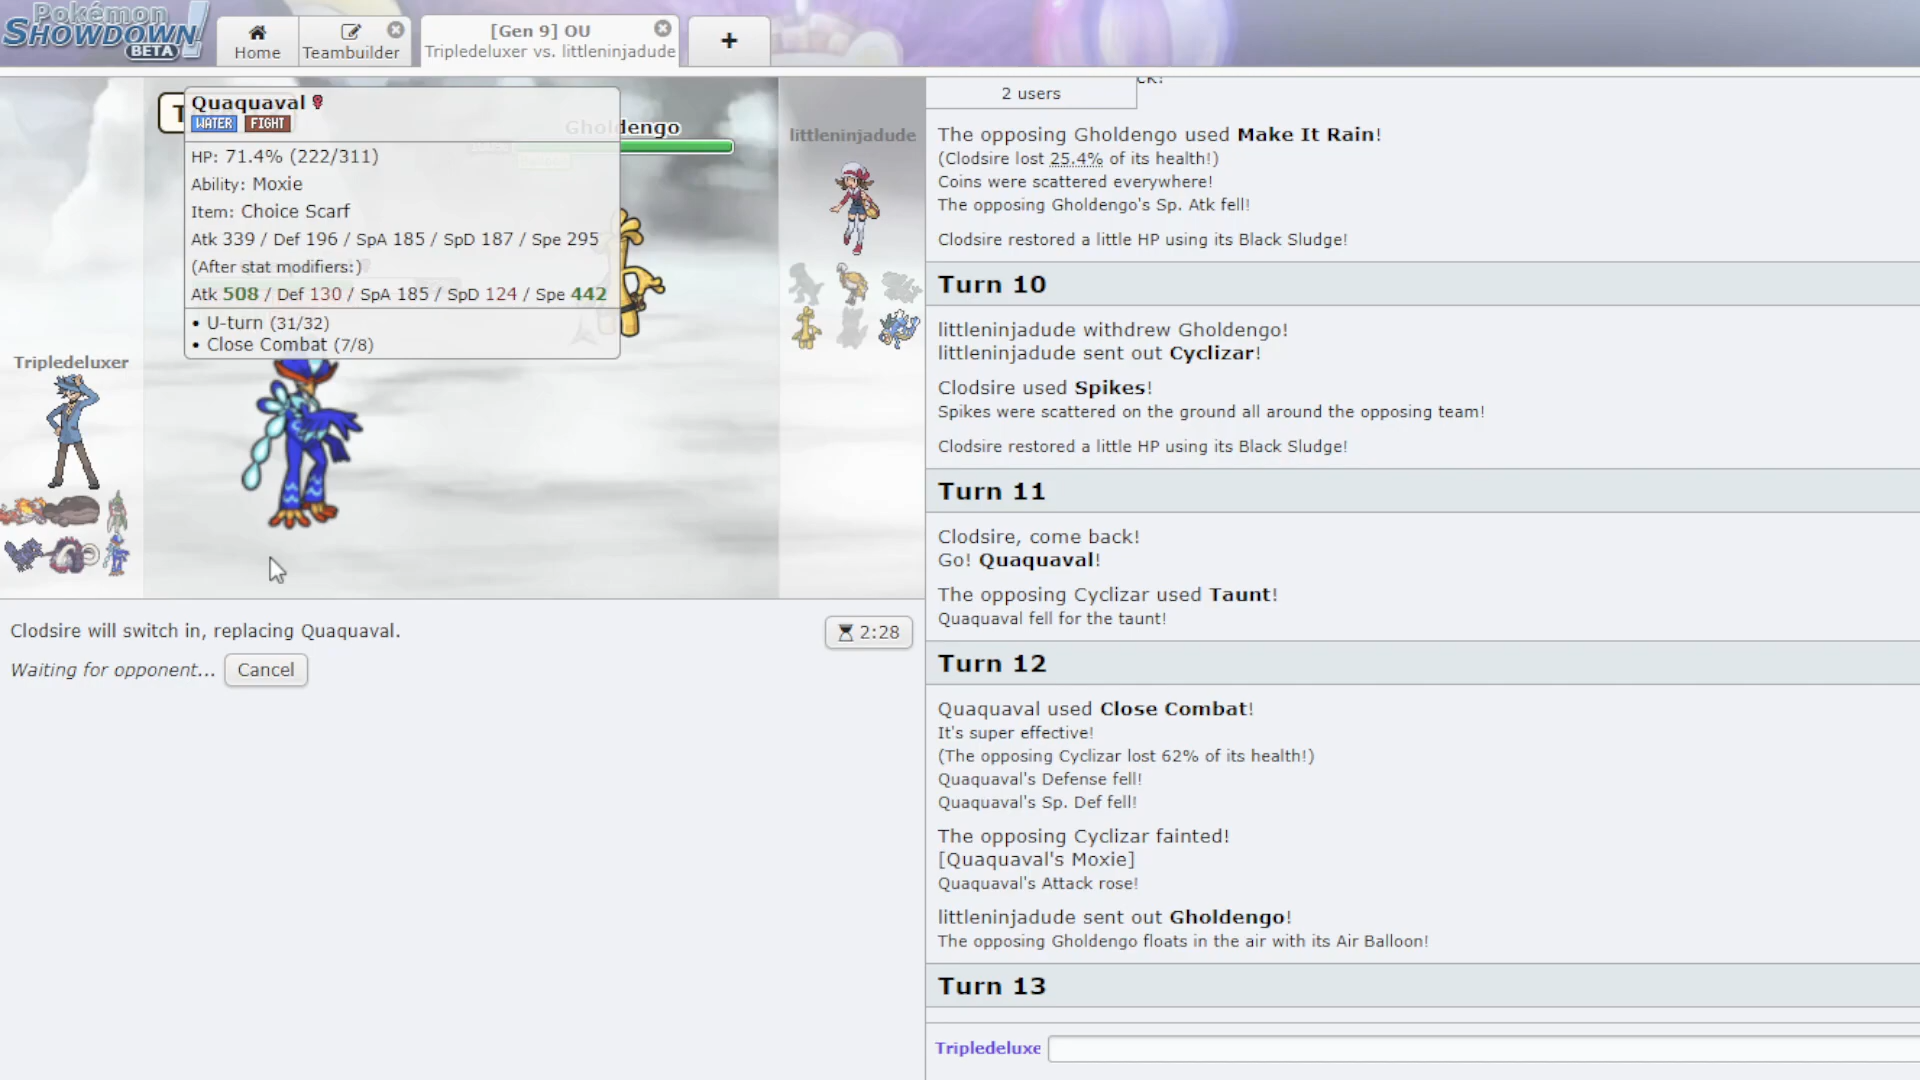 Pokémon
SHOWDOWN!
BETA
Home
Teambuilder
[Gen 9] OU
Tripledeluxer vs. littleninjadude
+
Quaquaval
WATER FIGHT
HP: 71.4% (222/311)
Ability: Moxie
Item: Choice Scarf
Atk 339 / Def 196 / SpA 185 / SpD 187 / Spe 295
(After stat modifiers:)
Atk 508 / Def 130 / SpA 185 / SpD 124 / Spe 442
• U-turn (31/32)
• Close Combat (7/8)
Gholdengo
littleninjadude
Tripledeluxer
Clodsire will switch in, replacing Quaquaval.
2:28
Waiting for opponent... Cancel
2 users
The opposing Gholdengo used Make It Rain!
(Clodsire lost 25.4% of its health!)
Coins were scattered everywhere!
The opposing Gholdengo's Sp. Atk fell!
Clodsire restored a little HP using its Black Sludge!
Turn 10
littleninjadude withdrew Gholdengo!
littleninjadude sent out Cyclizar!
Clodsire used Spikes!
Spikes were scattered on the ground all around the opposing team!
Clodsire restored a little HP using its Black Sludge!
Turn 11
Clodsire, come back!
Go! Quaquaval!
The opposing Cyclizar used Taunt!
Quaquaval fell for the taunt!
Turn 12
Quaquaval used Close Combat!
It's super effective!
(The opposing Cyclizar lost 62% of its health!)
Quaquaval's Defense fell!
Quaquaval's Sp. Def fell!
The opposing Cyclizar fainted!
[Quaquaval's Moxie]
Quaquaval's Attack rose!
littleninjadude sent out Gholdengo!
The opposing Gholdengo floats in the air with its Air Balloon!
Turn 13
Tripledeluxe